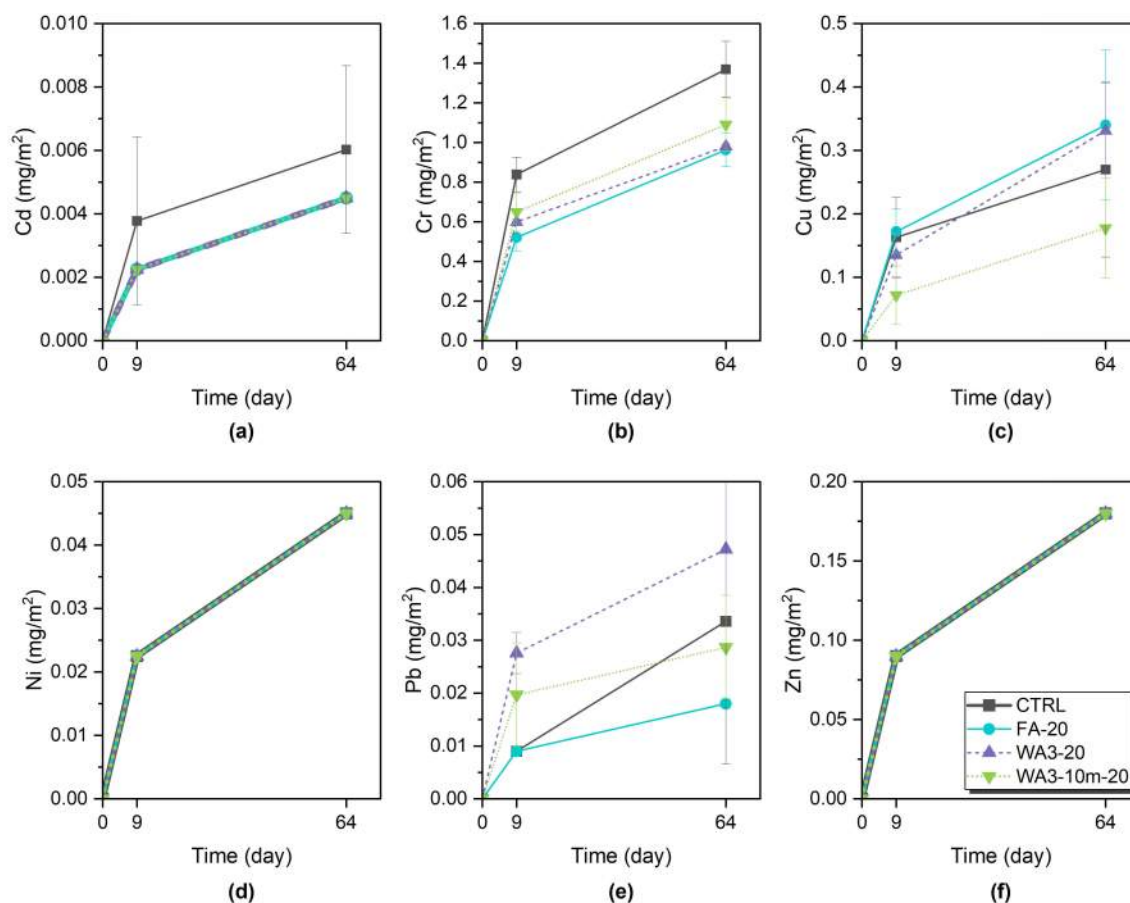 0.010
0.008
0.006
0.004
0.002
0.000
Cd (mg/m²)
0 9 64
Time (day)
(a)
1.6
1.4
1.2
1.0
0.8
0.6
0.4
0.2
0.0
Cr (mg/m²)
0 9 64
Time (day)
(b)
0.5
0.4
0.3
0.2
0.1
0.0
Cu (mg/m²)
0 9 64
Time (day)
(c)
0.05
0.04
0.03
0.02
0.01
0.00
Ni (mg/m²)
0 9 64
Time (day)
(d)
0.06
0.05
0.04
0.03
0.02
0.01
0.00
Pb (mg/m²)
0 9 64
Time (day)
(e)
0.20
0.15
0.10
0.05
0.00
Zn (mg/m²)
CTRL
FA-20
WA3-20
WA3-10m-20
0 9 64
Time (day)
(f)